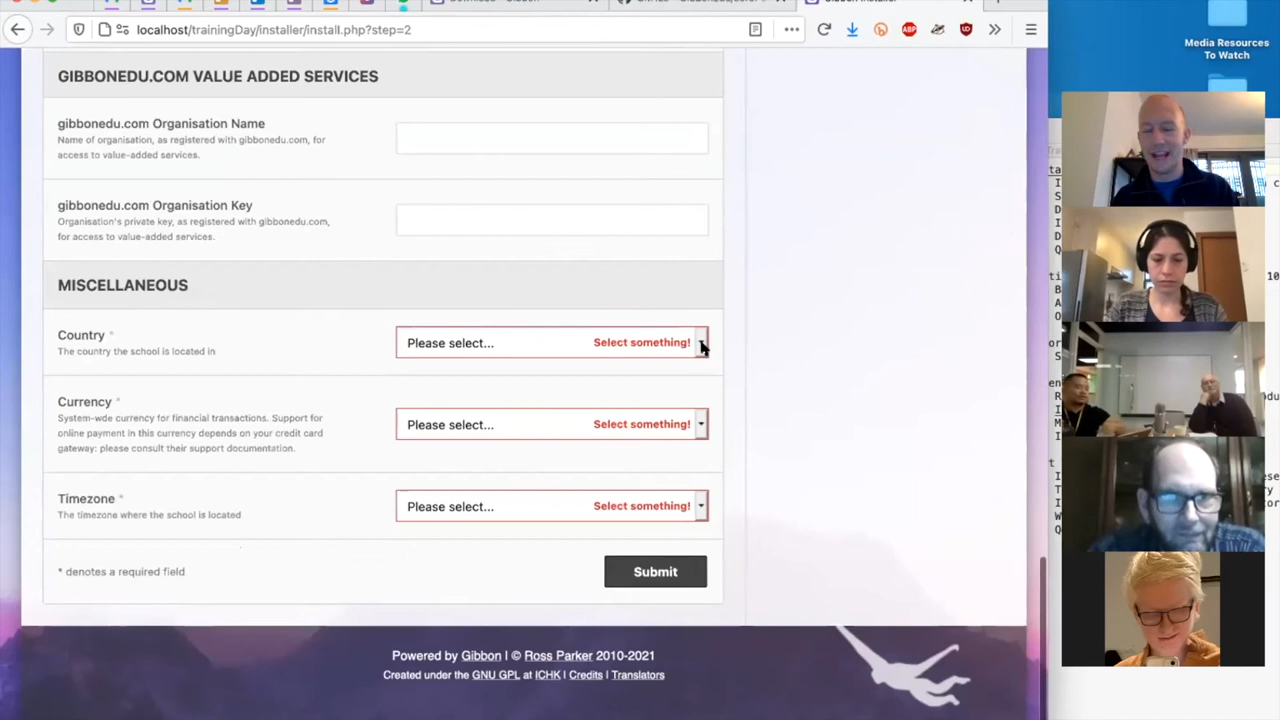 localhost/trainingDay/installer/install.php?step=2
Media Resources
To Watch
GIBBONEDU.COM VALUE ADDED SERVICES
gibbonedu.com Organisation Name
Name of organisation, as registered with gibbonedu.com, for
access to value-added services.
gibbonedu.com Organisation Key
Organisation's private key, as registered with gibbonedu.com,
for access to value-added services.
MISCELLANEOUS
Country *
The country the school is located in
Please select...
Select something!
Currency *
System-wde currency for financial transactions. Support for
online payment in this currency depends on your credit card
gateway: please consult their support documentation.
Please select...
Select something!
Timezone *
The timezone where the school is located
Please select...
Select something!
* denotes a required field
Submit
Powered by Gibbon | © Ross Parker 2010-2021
Created under the GNU GPL at ICHK | Credits | Translators
ABP